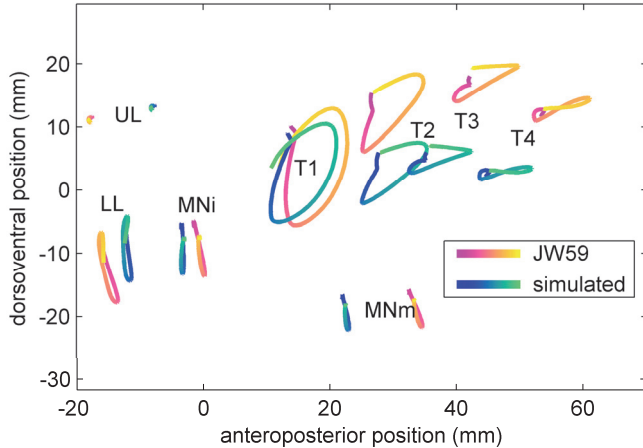 20
10
0
-10
-20
-30
-20
0
20
40
60
dorsoventral position (mm)
anteroposterior position (mm)
UL
LL
MNi
T1
T2
T3
T4
MNm
JW59
simulated